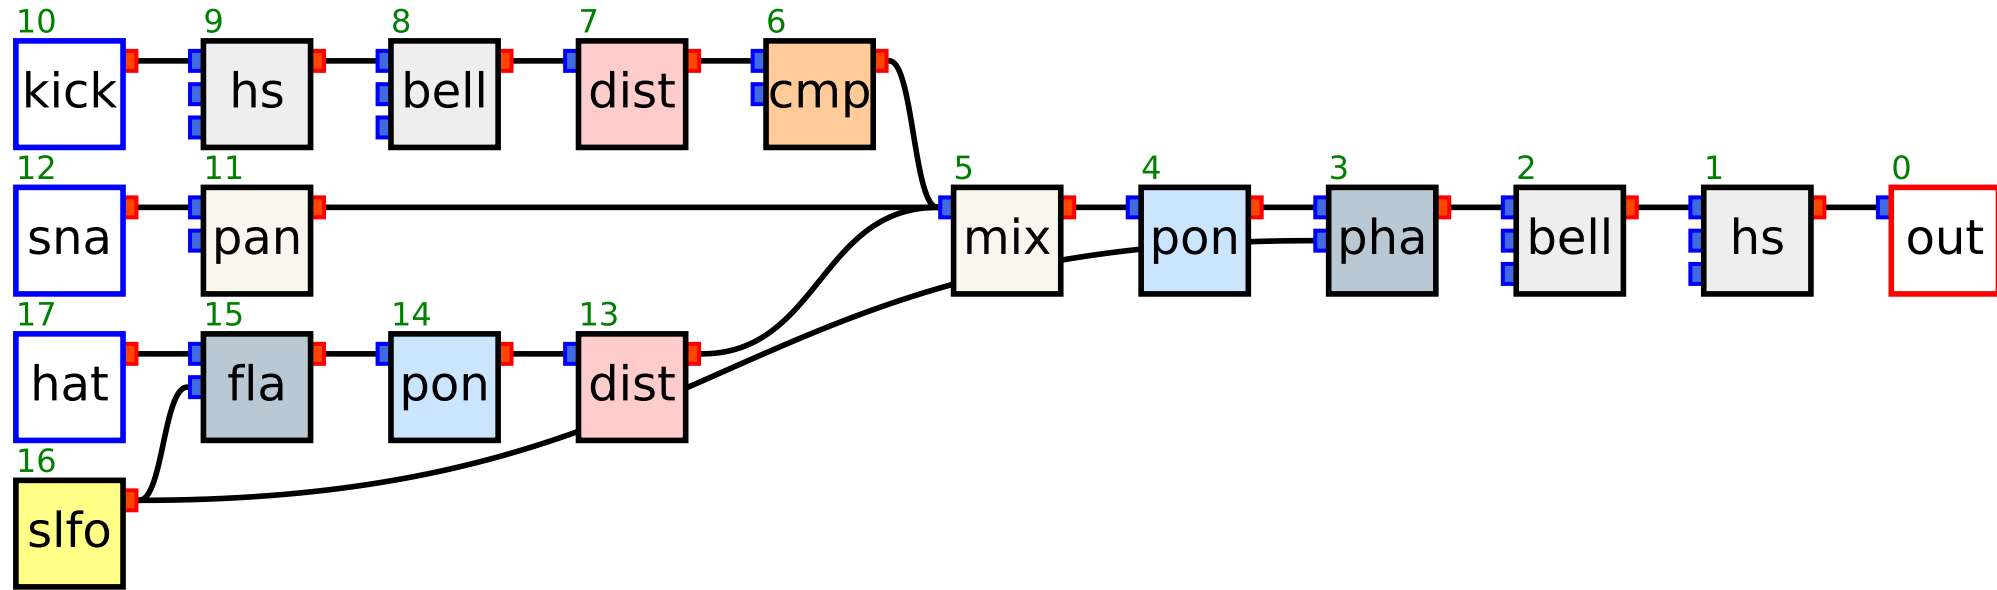 10 9 8 7 6
kick hs bell dist cmp
12 11 5 4 3 2 1 0
sna pan mix pon pha bell hs out
17 15 14 13
hat fla pon dist
16
slfo